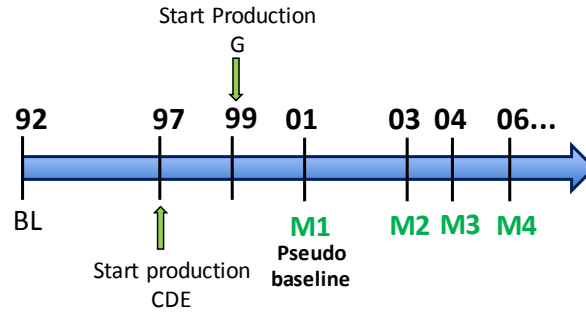 Start Production
G
92 97 99 01 03 04 06...
BL M1 M2 M3 M4
Pseudo
baseline
Start production
CDE